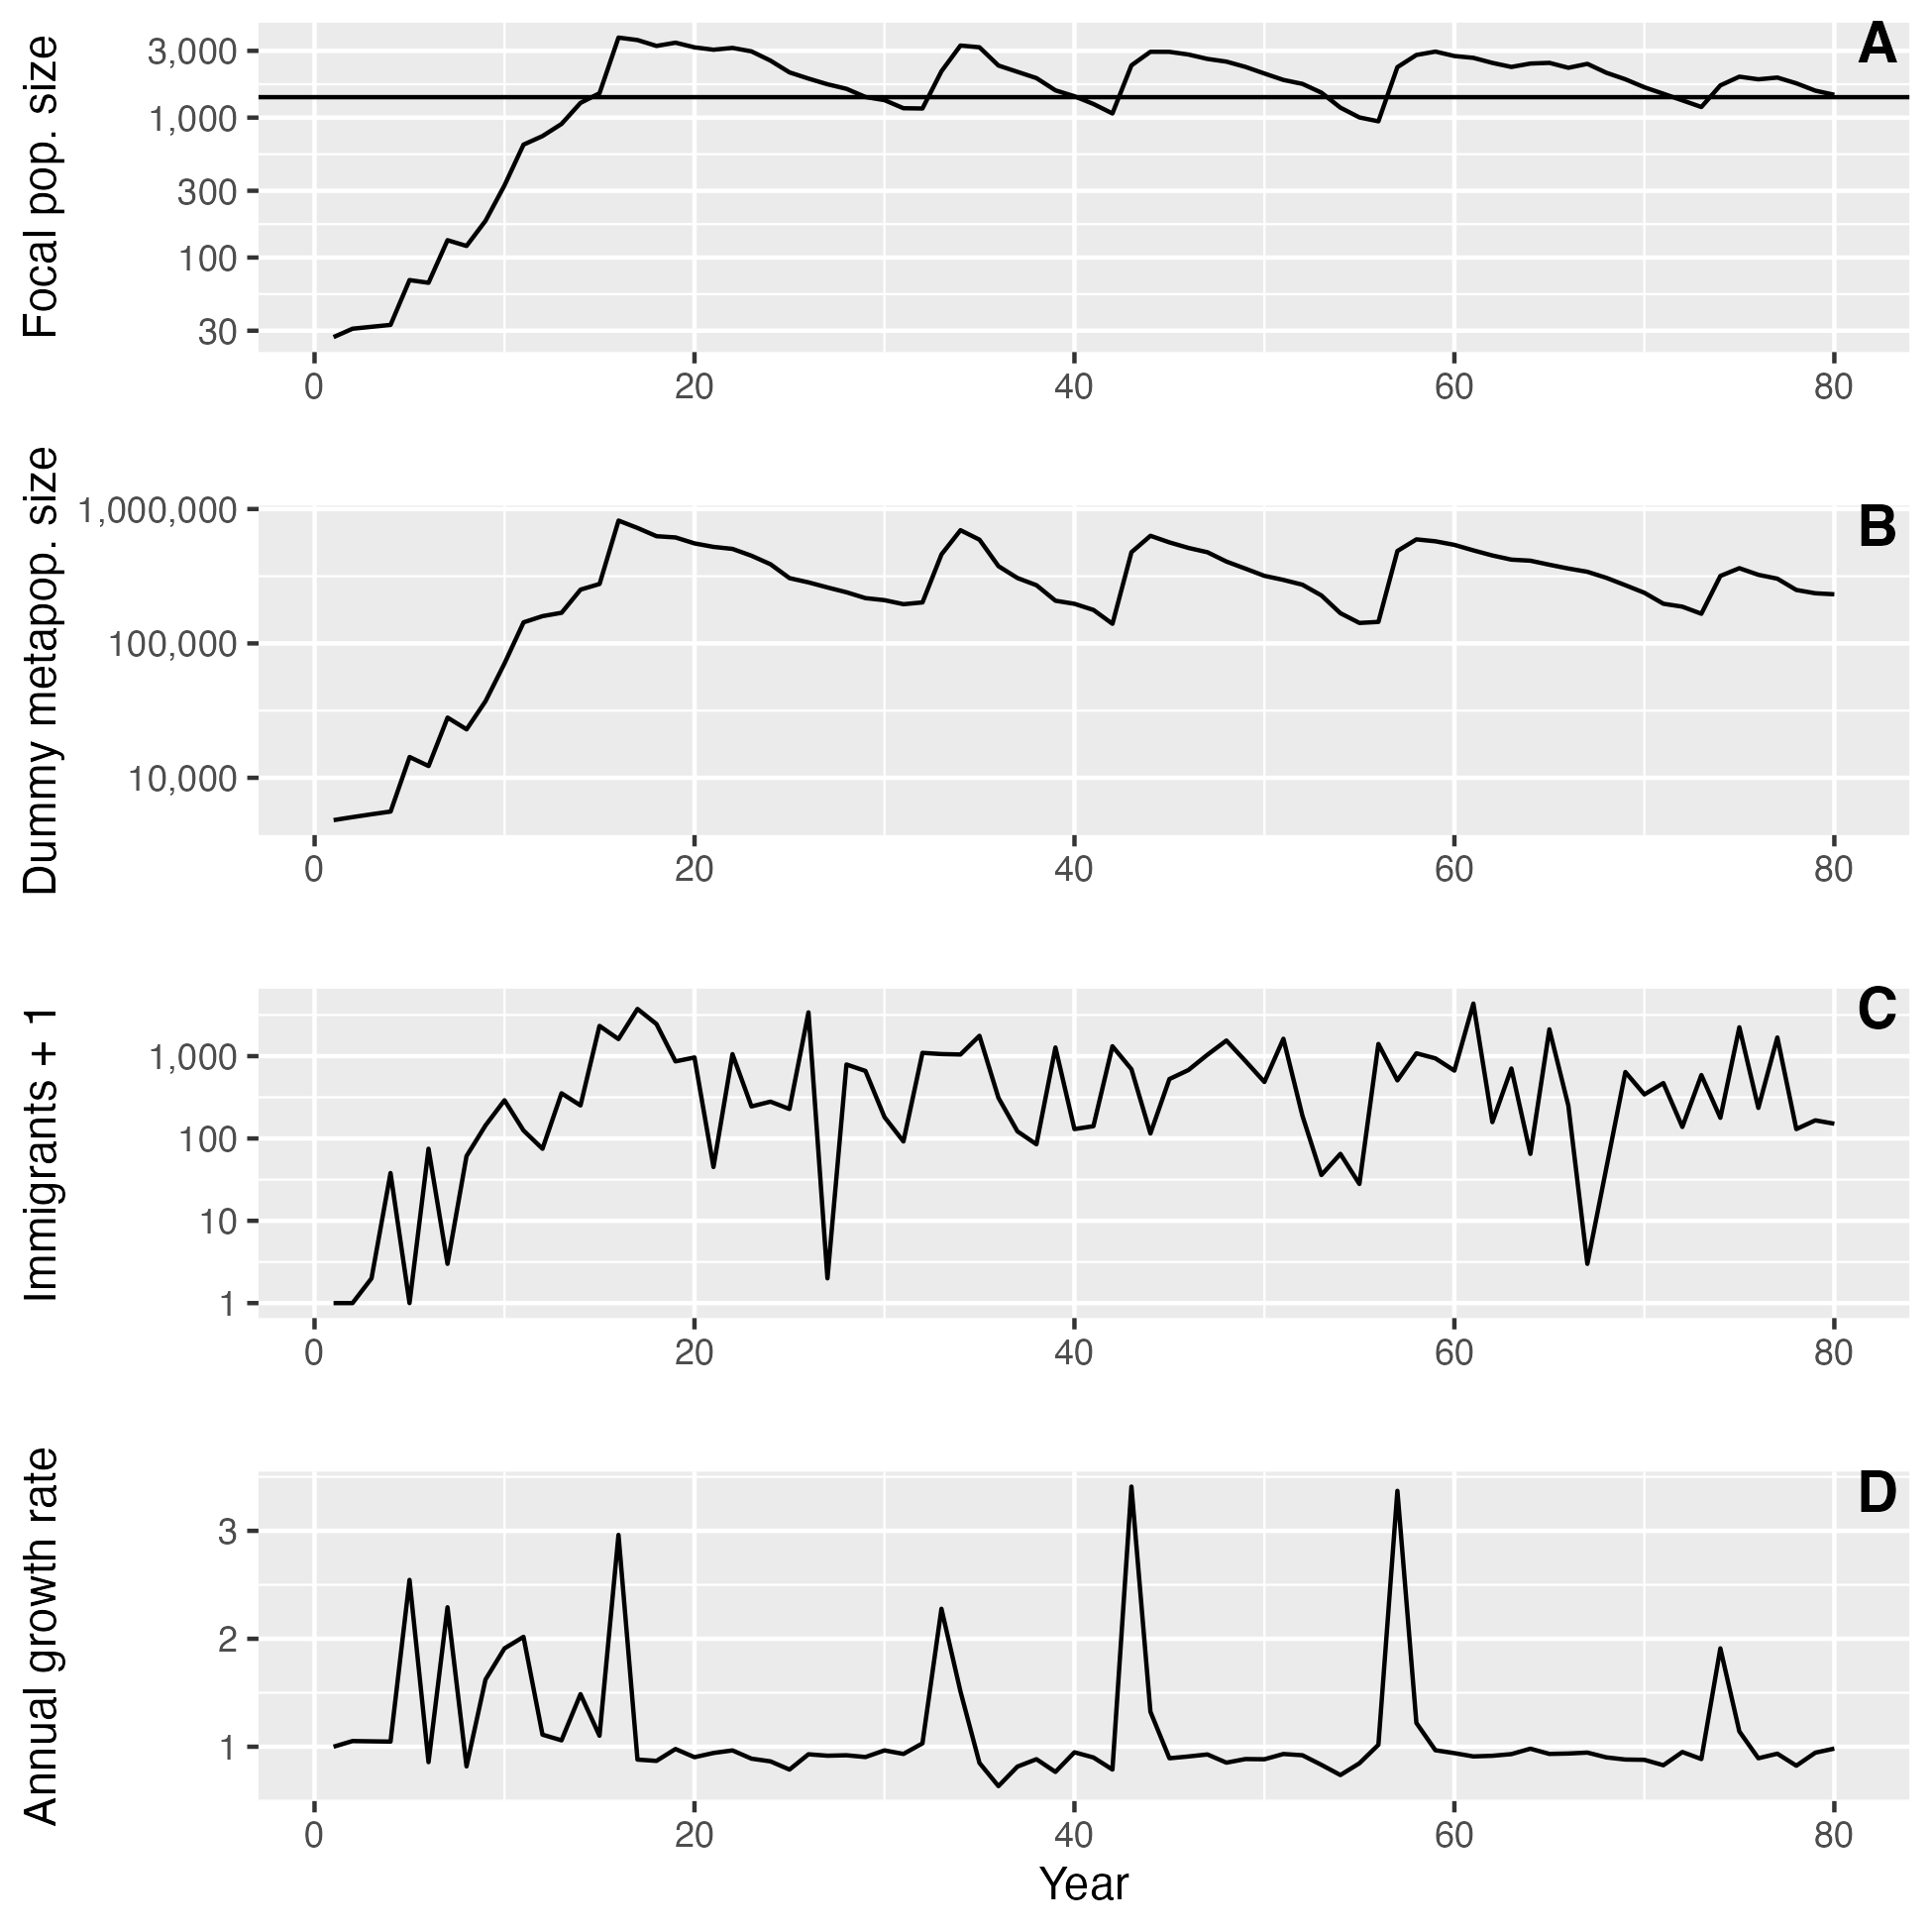 A
Focal pop. size
3,000
1,000
300
100
30
0 20 40 60 80
B
Dummy metapop. size
1,000,000
100,000
10,000
0 20 40 60 80
C
Immigrants + 1
1,000
100
10
1
0 20 40 60 80
D
Annual growth rate
3
2
1
0 20 40 60 80
Year